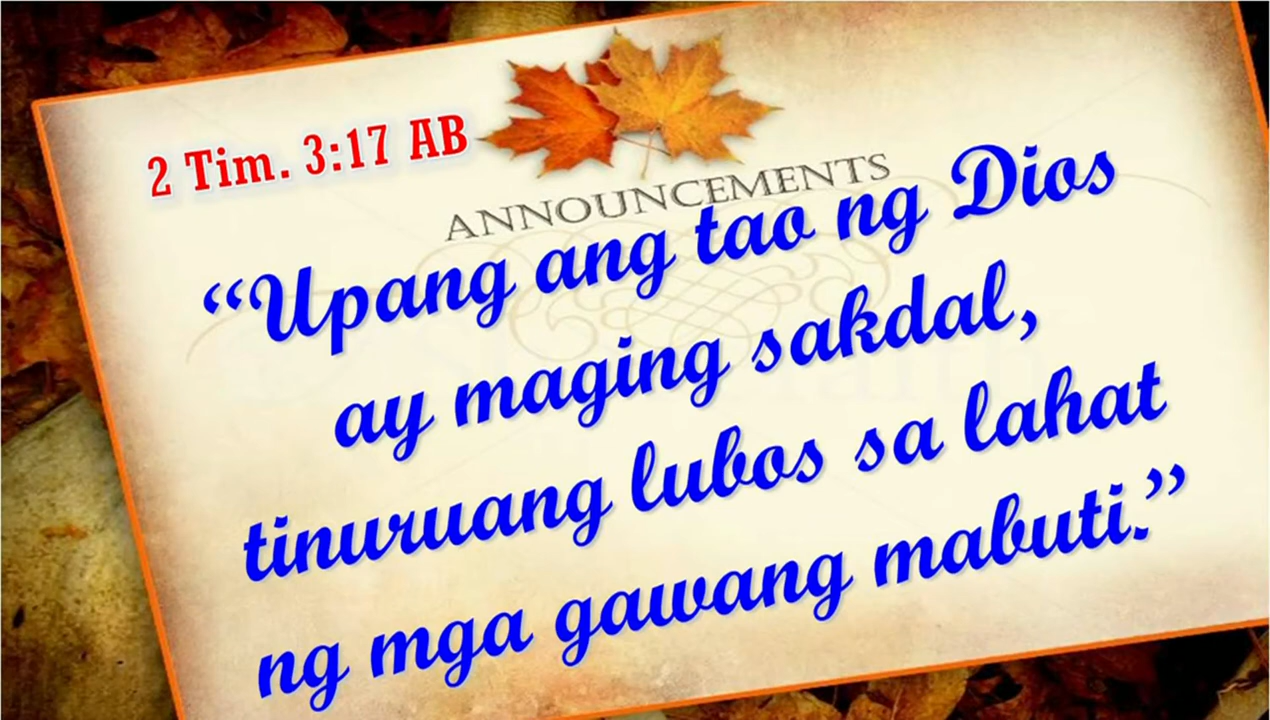 2 Tim. 3:17 AB
ANNOUNCEMENTS
“Upang ang tao ng Dios
ay maging sakdal,
tinuruang lubos sa lahat
ng mga gawang mabuti.”